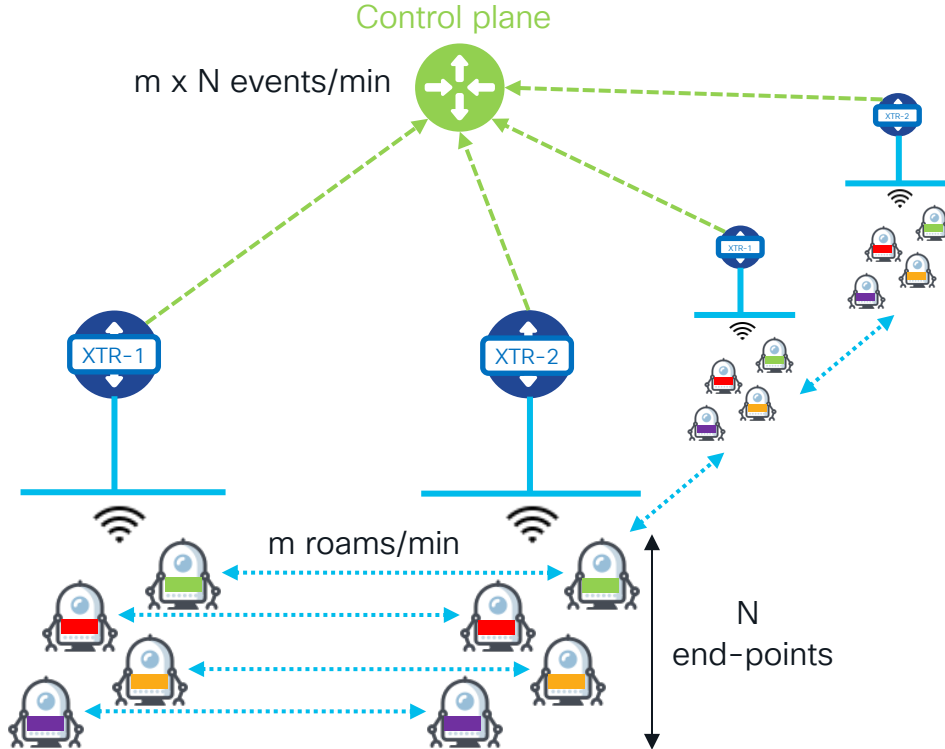 Control plane
m x N events/min
XTR-2
XTR-1
XTR-1
XTR-2
m roams/min
N
end-points